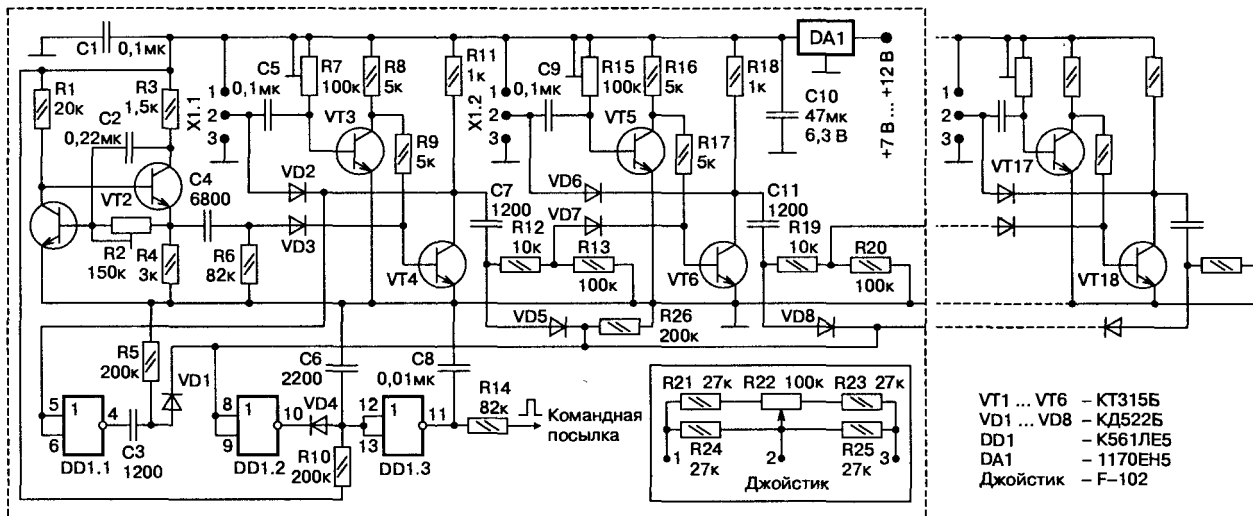 C1
0,1мк
R1
20к
R3
1,5к
C2
0,22мк
VT2
R2
150к
R4
3к
C4
6800
R6
82к
X1.1
1
2
3
C5
0,1мк
R7
100к
R8
5к
VT3
R9
5к
VD2
VD3
VT4
R11
1к
X1.2
1
2
3
C7
1200
R12
10к
R13
100к
C9
0,1мк
R15
100к
R16
5к
VT5
R17
5к
VD6
VD7
VT6
R18
1к
DA1
C10
47мк
6,3 В
+7 В... +12 В
C11
1200
R19
10к
R20
100к
1
2
3
VT17
VT18
VD5
R26
200к
VD8
R5
200к
VD1
C6
2200
C8
0,01мк
5
6
1
4
DD1.1
C3
1200
8
9
1
10
DD1.2
VD4
R10
200к
12
13
1
11
DD1.3
R14
82к
Командная
посылка
R21 27к R22 100к R23 27к
R24
27к
R25
27к
1 2 3
Джойстик
VT1 ... VT6 – КТ315Б
VD1 ... VD8 – КД522Б
DD1 – К561ЛЕ5
DA1 – 1170ЕН5
Джойстик – F–102